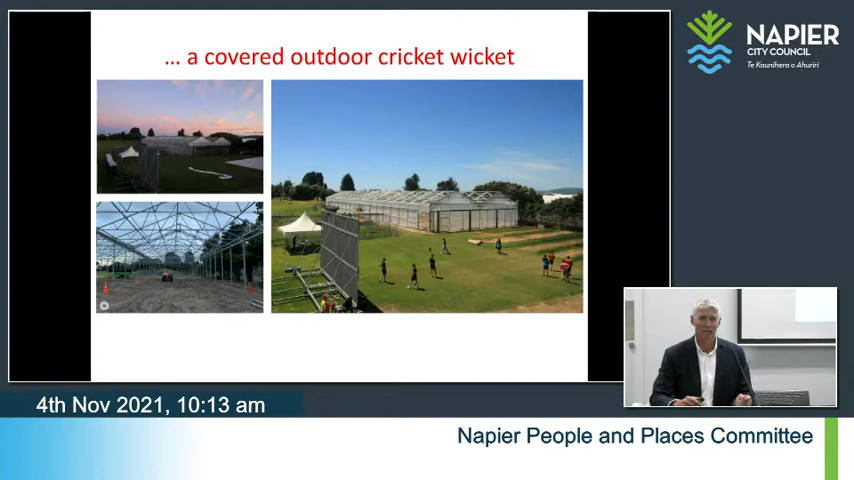 ... a covered outdoor cricket wicket
NAPIER
CITY COUNCIL
Te Kaunihera o Ahuriri
4th Nov 2021, 10:13 am
Napier People and Places Committee